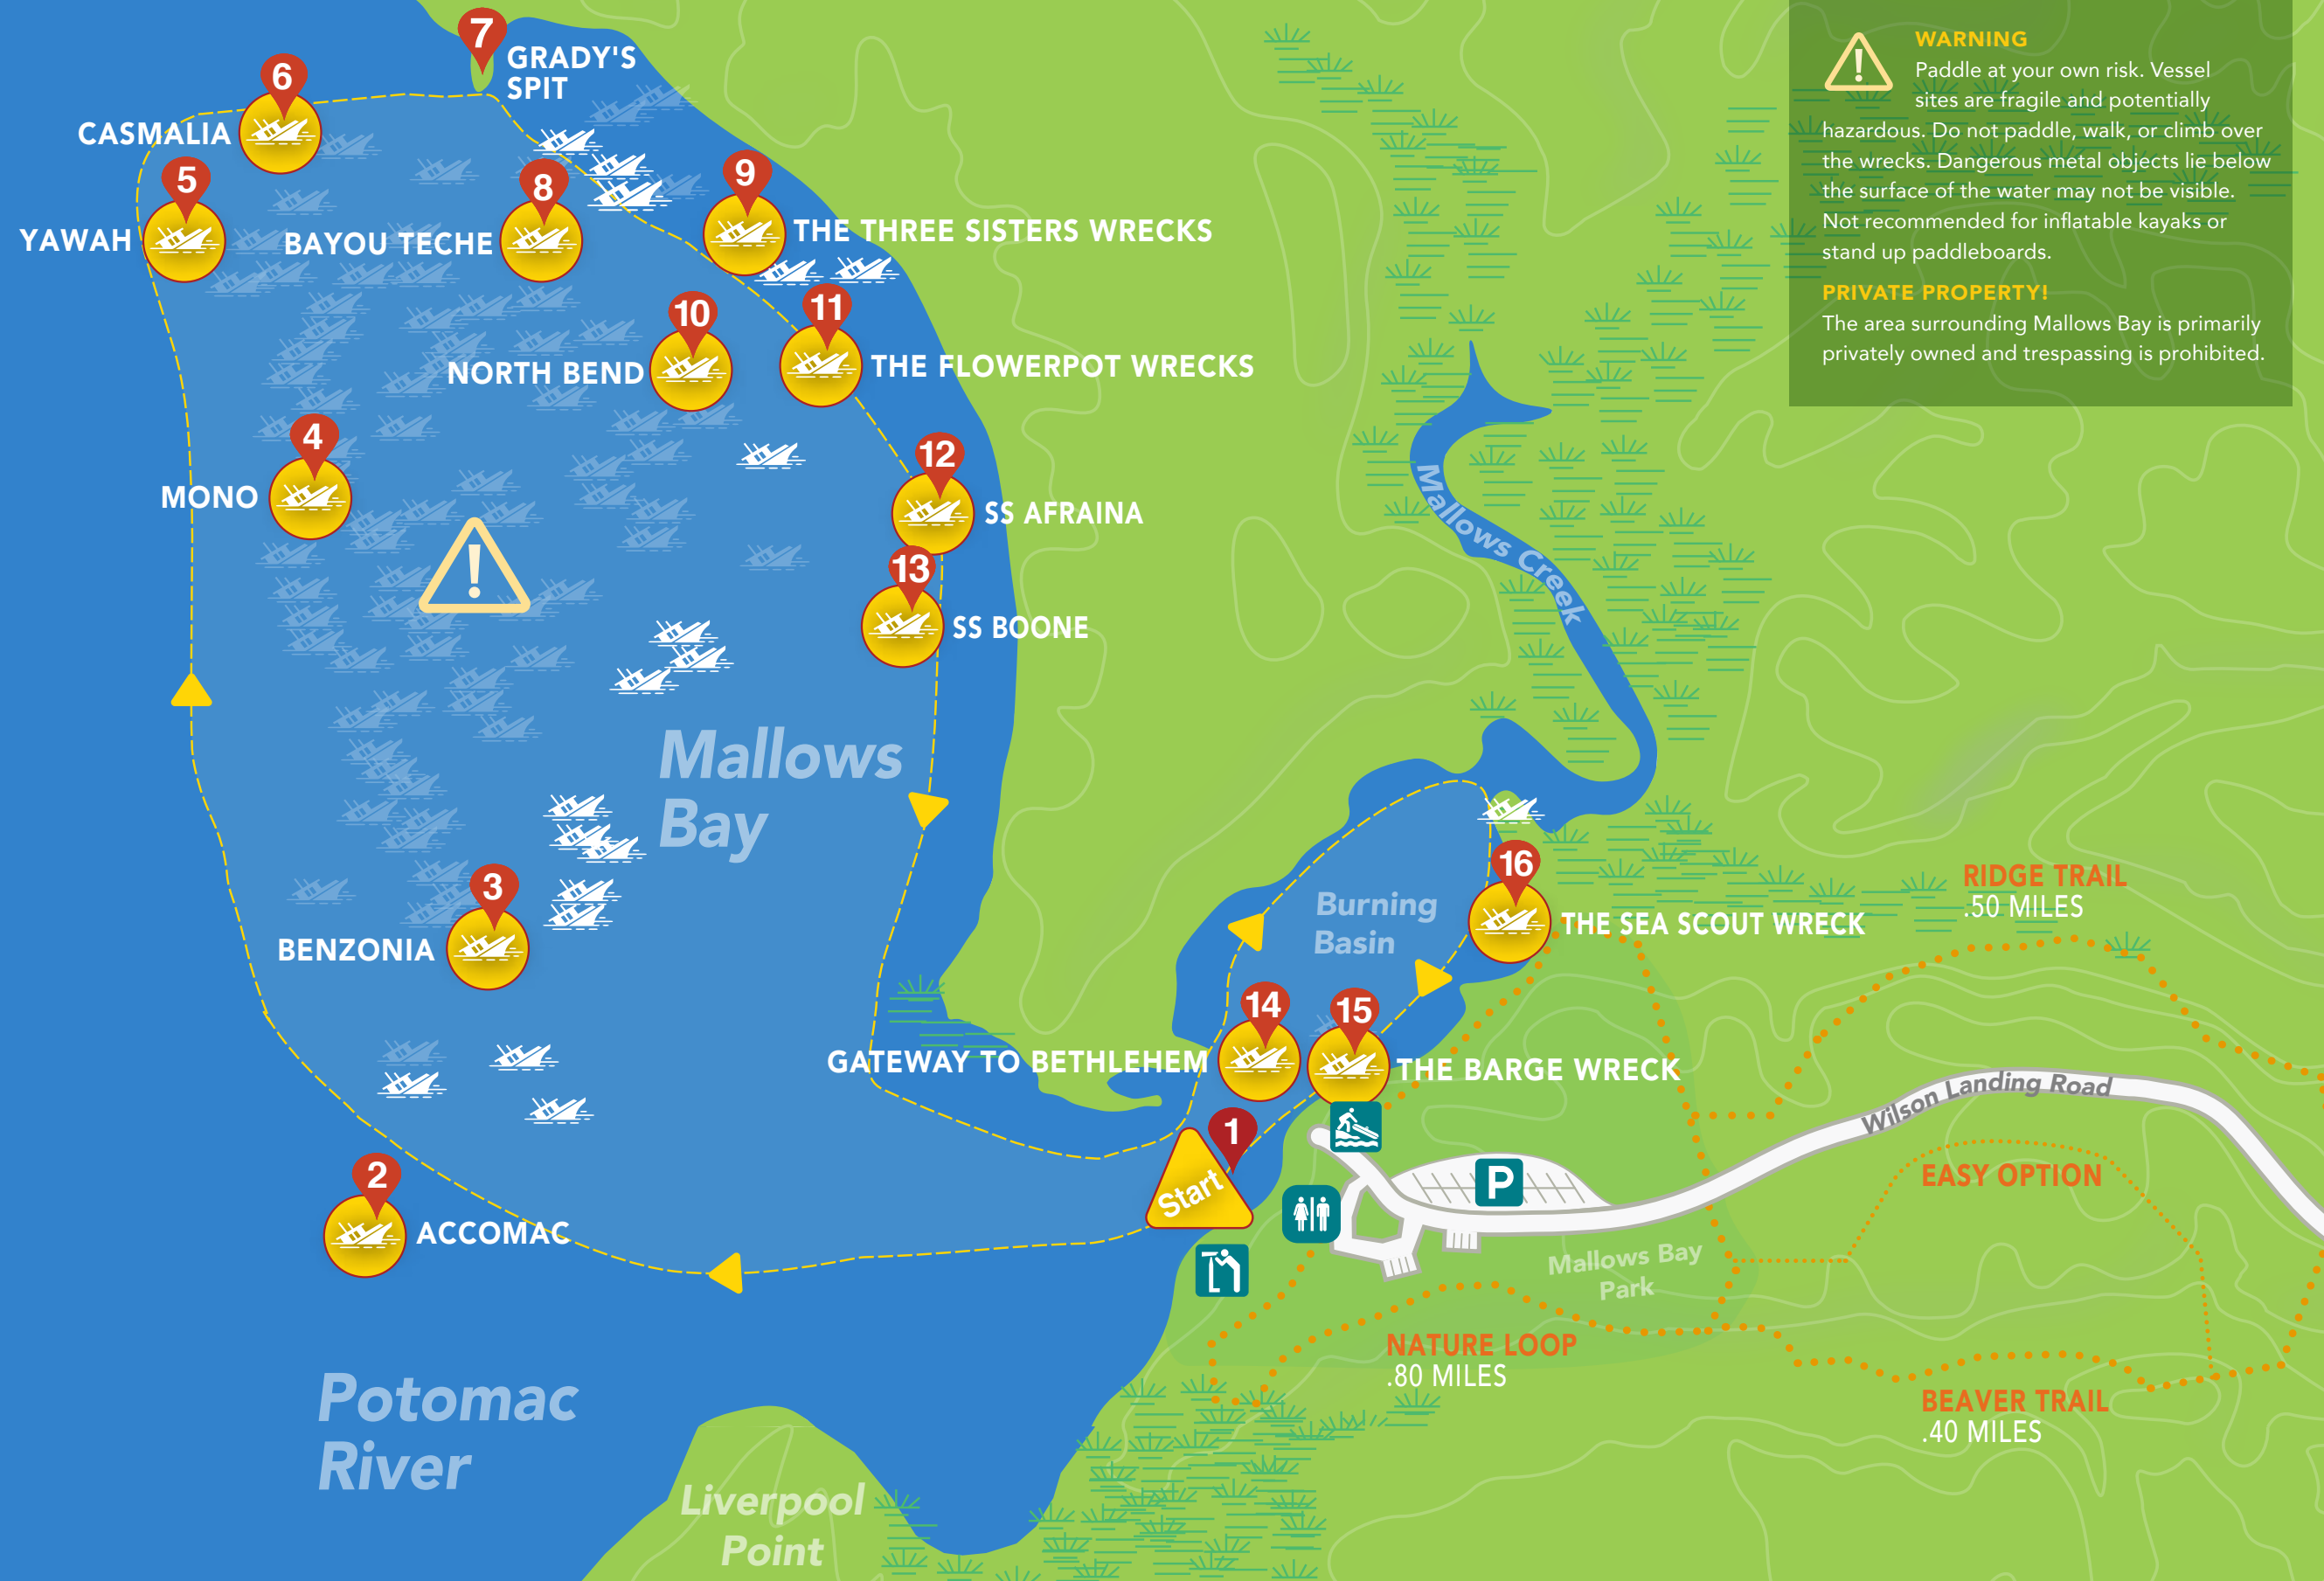 7
GRADY'S
SPIT
6
CASMALIA
5
YAWAH
8
BAYOU TECHE
9
THE THREE SISTERS WRECKS
10
NORTH BEND
11
THE FLOWERPOT WRECKS
4
MONO
12
SS AFRAINA
13
SS BOONE
Mallows
Bay
3
BENZONIA
2
ACCOMAC
Potomac
River
Liverpool
Point
Mallows Creek
Burning
Basin
16
THE SEA SCOUT WRECK
14
GATEWAY TO BETHLEHEM
15
THE BARGE WRECK
1
Start
P
Wilson Landing Road
Mallows Bay
Park
RIDGE TRAIL
.50 MILES
EASY OPTION
NATURE LOOP
.80 MILES
BEAVER TRAIL
.40 MILES
!
!
WARNING
Paddle at your own risk. Vessel
sites are fragile and potentially
hazardous. Do not paddle, walk, or climb over
the wrecks. Dangerous metal objects lie below
the surface of the water may not be visible.
Not recommended for inflatable kayaks or
stand up paddleboards.
PRIVATE PROPERTY!
The area surrounding Mallows Bay is primarily
privately owned and trespassing is prohibited.